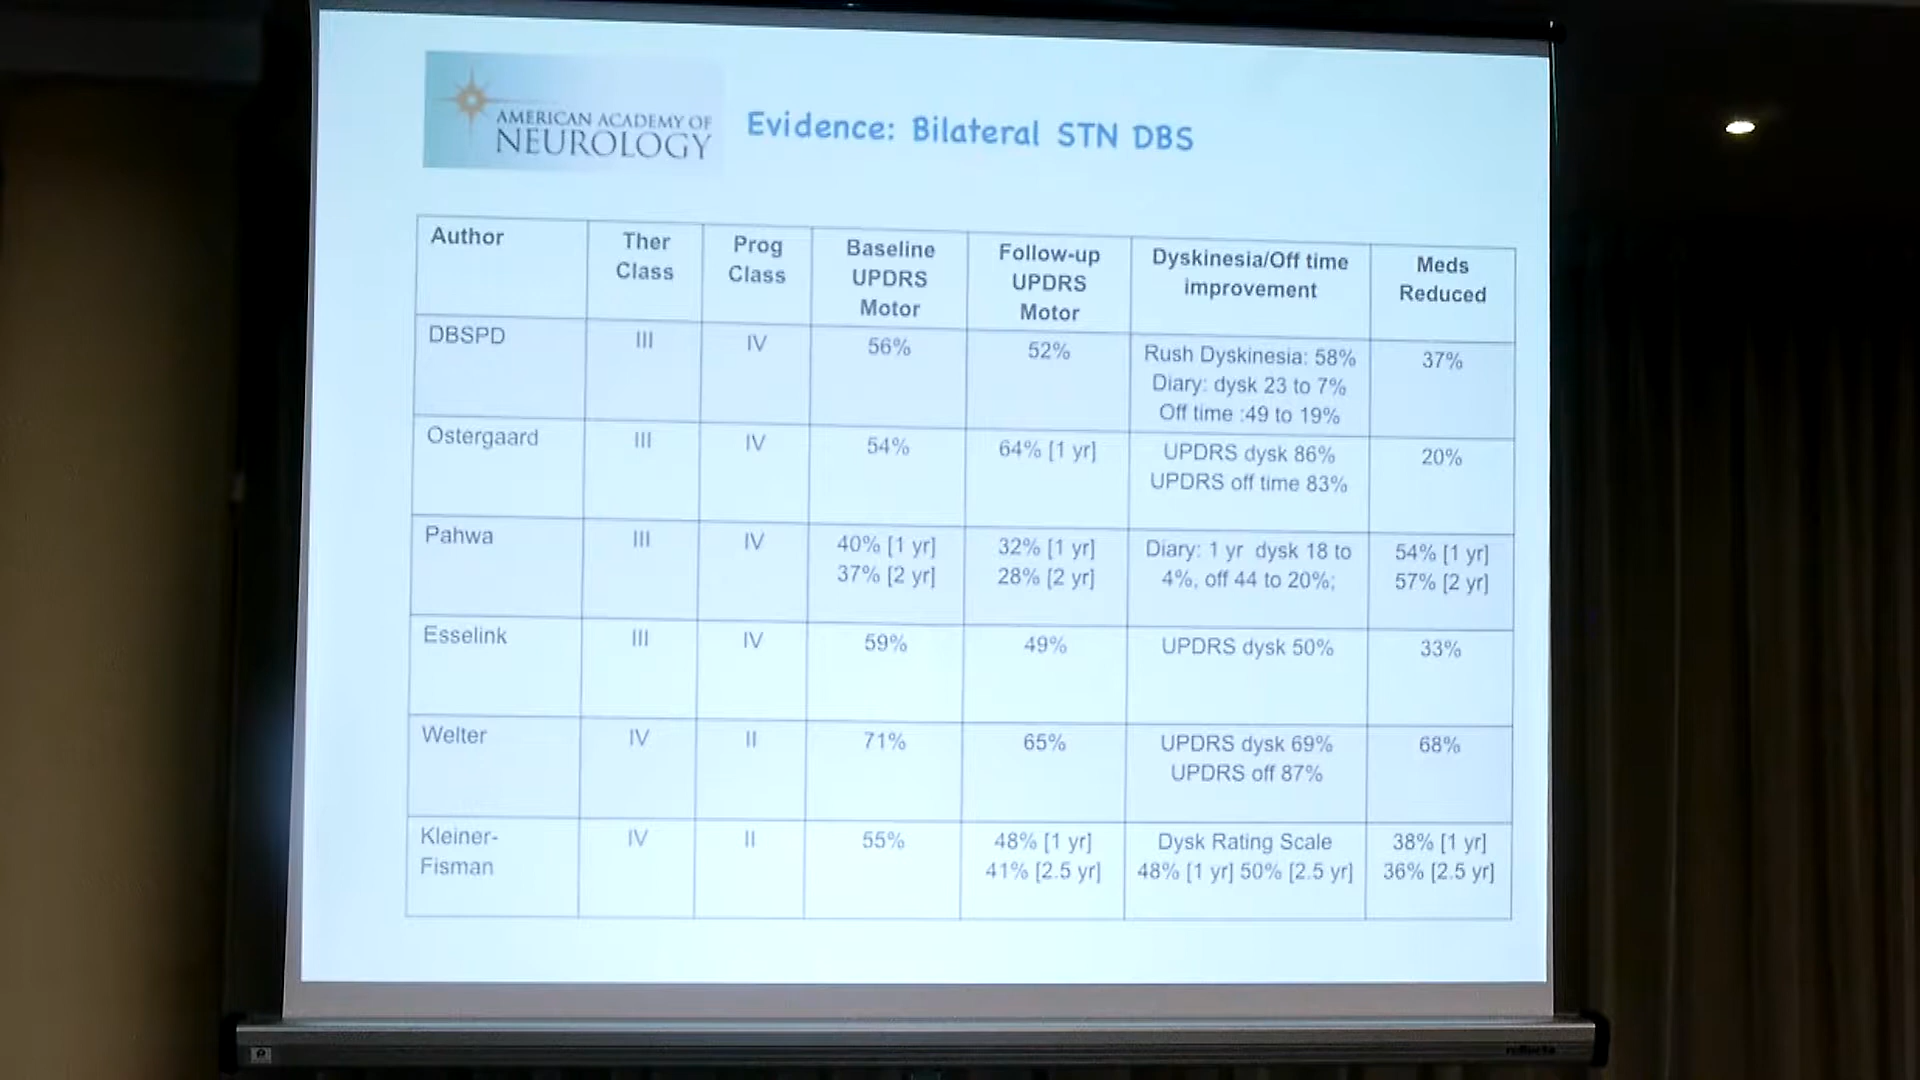 AMERICAN ACADEMY OF
NEUROLOGY
Evidence: Bilateral STN DBS
Author
Ther
Class
Prog
Class
Baseline
UPDRS
Motor
Follow-up
UPDRS
Motor
Dyskinesia/Off time
improvement
Meds
Reduced
DBSPD
III
IV
56%
52%
Rush Dyskinesia: 58%
Diary: dysk 23 to 7%
Off time :49 to 19%
37%
Ostergaard
III
IV
54%
64% [1 yr]
UPDRS dysk 86%
UPDRS off time 83%
20%
Pahwa
III
IV
40% [1 yr]
37% [2 yr]
32% [1 yr]
28% [2 yr]
Diary: 1 yr dysk 18 to
4%, off 44 to 20%;
54% [1 yr]
57% [2 yr]
Esselink
III
IV
59%
49%
UPDRS dysk 50%
33%
Welter
IV
II
71%
65%
UPDRS dysk 69%
UPDRS off 87%
68%
Kleiner-
Fisman
IV
II
55%
48% [1 yr]
41% [2.5 yr]
Dysk Rating Scale
48% [1 yr] 50% [2.5 yr]
38% [1 yr]
36% [2.5 yr]